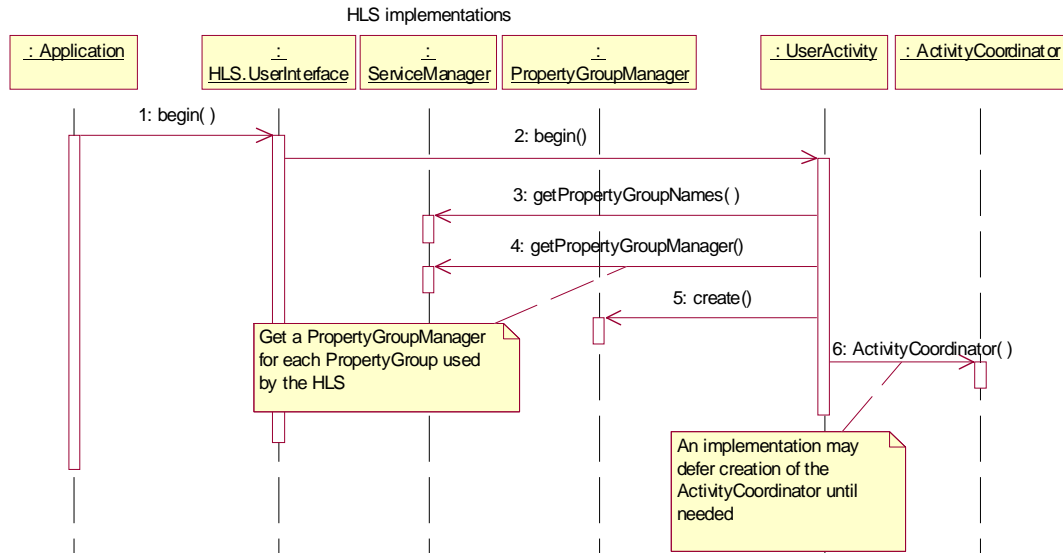 HLS implementations
: Application
:
HLS.UserInterface
:
ServiceManager
:
PropertyGroupManager
: UserActivity
: ActivityCoordinator
1: begin( )
2: begin()
3: getPropertyGroupNames( )
4: getPropertyGroupManager()
5: create()
Get a PropertyGroupManager
for each PropertyGroup used
by the HLS
6: ActivityCoordinator( )
An implementation may
defer creation of the
ActivityCoordinator until
needed